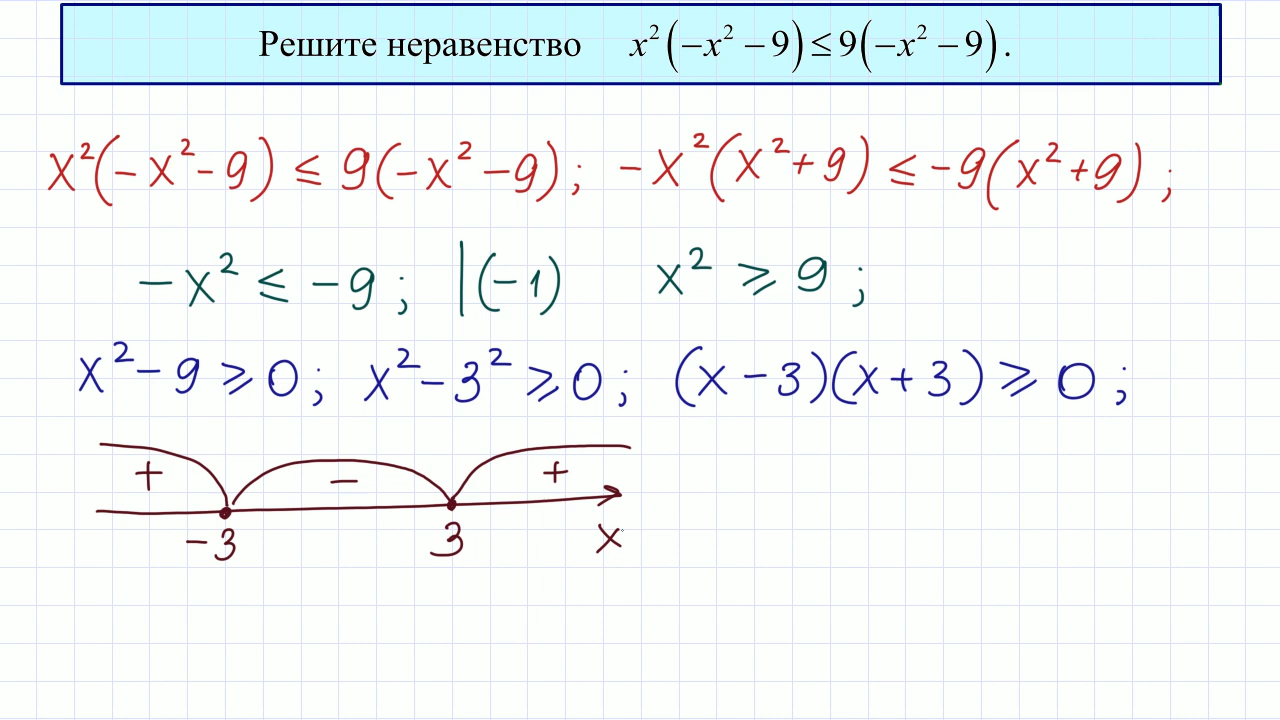 Решите неравенство x²(−x² − 9) ≤ 9(−x² − 9).
x²(−x²−9) ≤ 9(−x²−9); −x²(x²+9) ≤ −9(x²+9);
−x² ≤ −9; |(−1) x² ⩾ 9;
x²−9 ⩾ 0; x²−3² ⩾ 0; (x−3)(x+3) ⩾ 0;
+ − +
−3 3 x